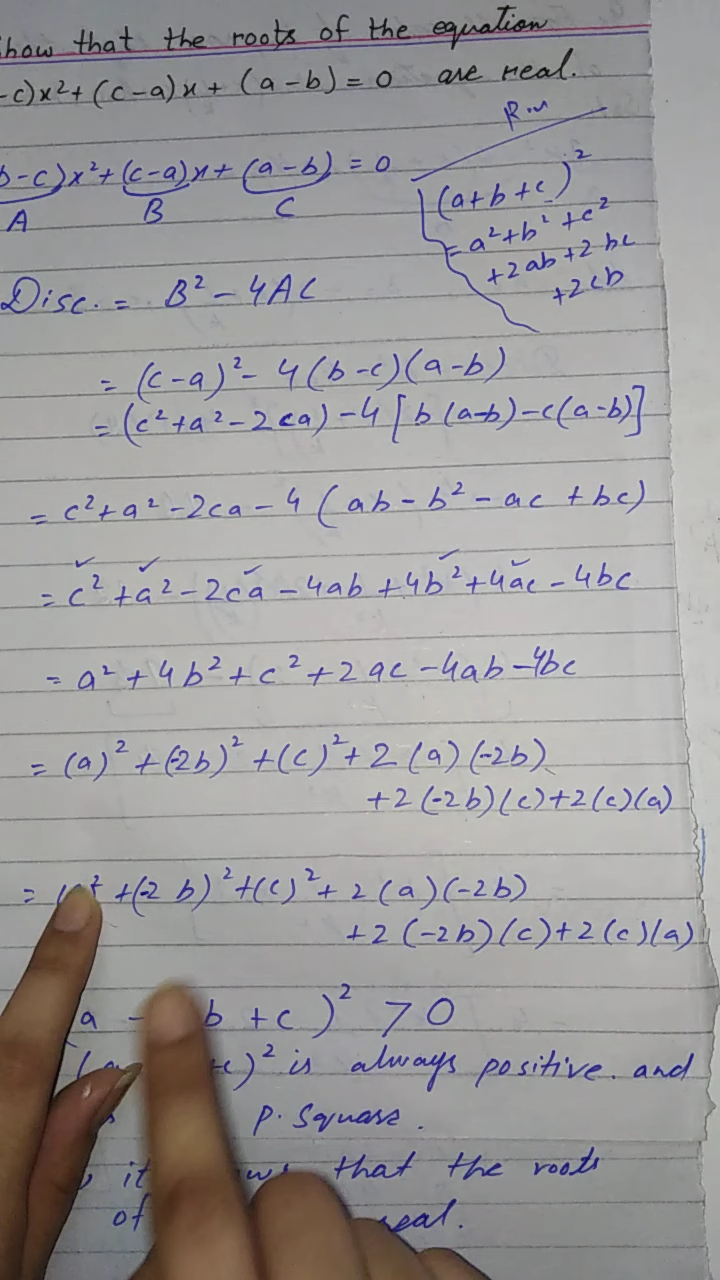 how that the roots of the equation
-c)x²+(c-a)x+(a-b)=0 are real.
R.w
b-c)x²+(c-a)x+(a-b)=0
A B C
(a+b+c)²
=a²+b²+c²
+2ab+2bc
+2cb
Disc. = B²-4AC
=(c-a)²-4(b-c)(a-b)
=(c²+a²-2ca)-4[b(a-b)-c(a-b)]
=c²+a²-2ca-4(ab-b²-ac+bc)
=c²+a²-2ca-4ab+4b²+4ac-4bc
=a²+4b²+c²+2ac-4ab-4bc
=(a)²+(-2b)²+(c)²+2(a)(-2b)
+2(-2b)(c)+2(c)(a)
= ² +(-2b)²+(c)²+2(a)(-2b)
+2(-2b)(c)+2(c)(a)
(a - b+c)² >0
(a +c)² is always positive. and
P. Square.
it that the roots
of real.